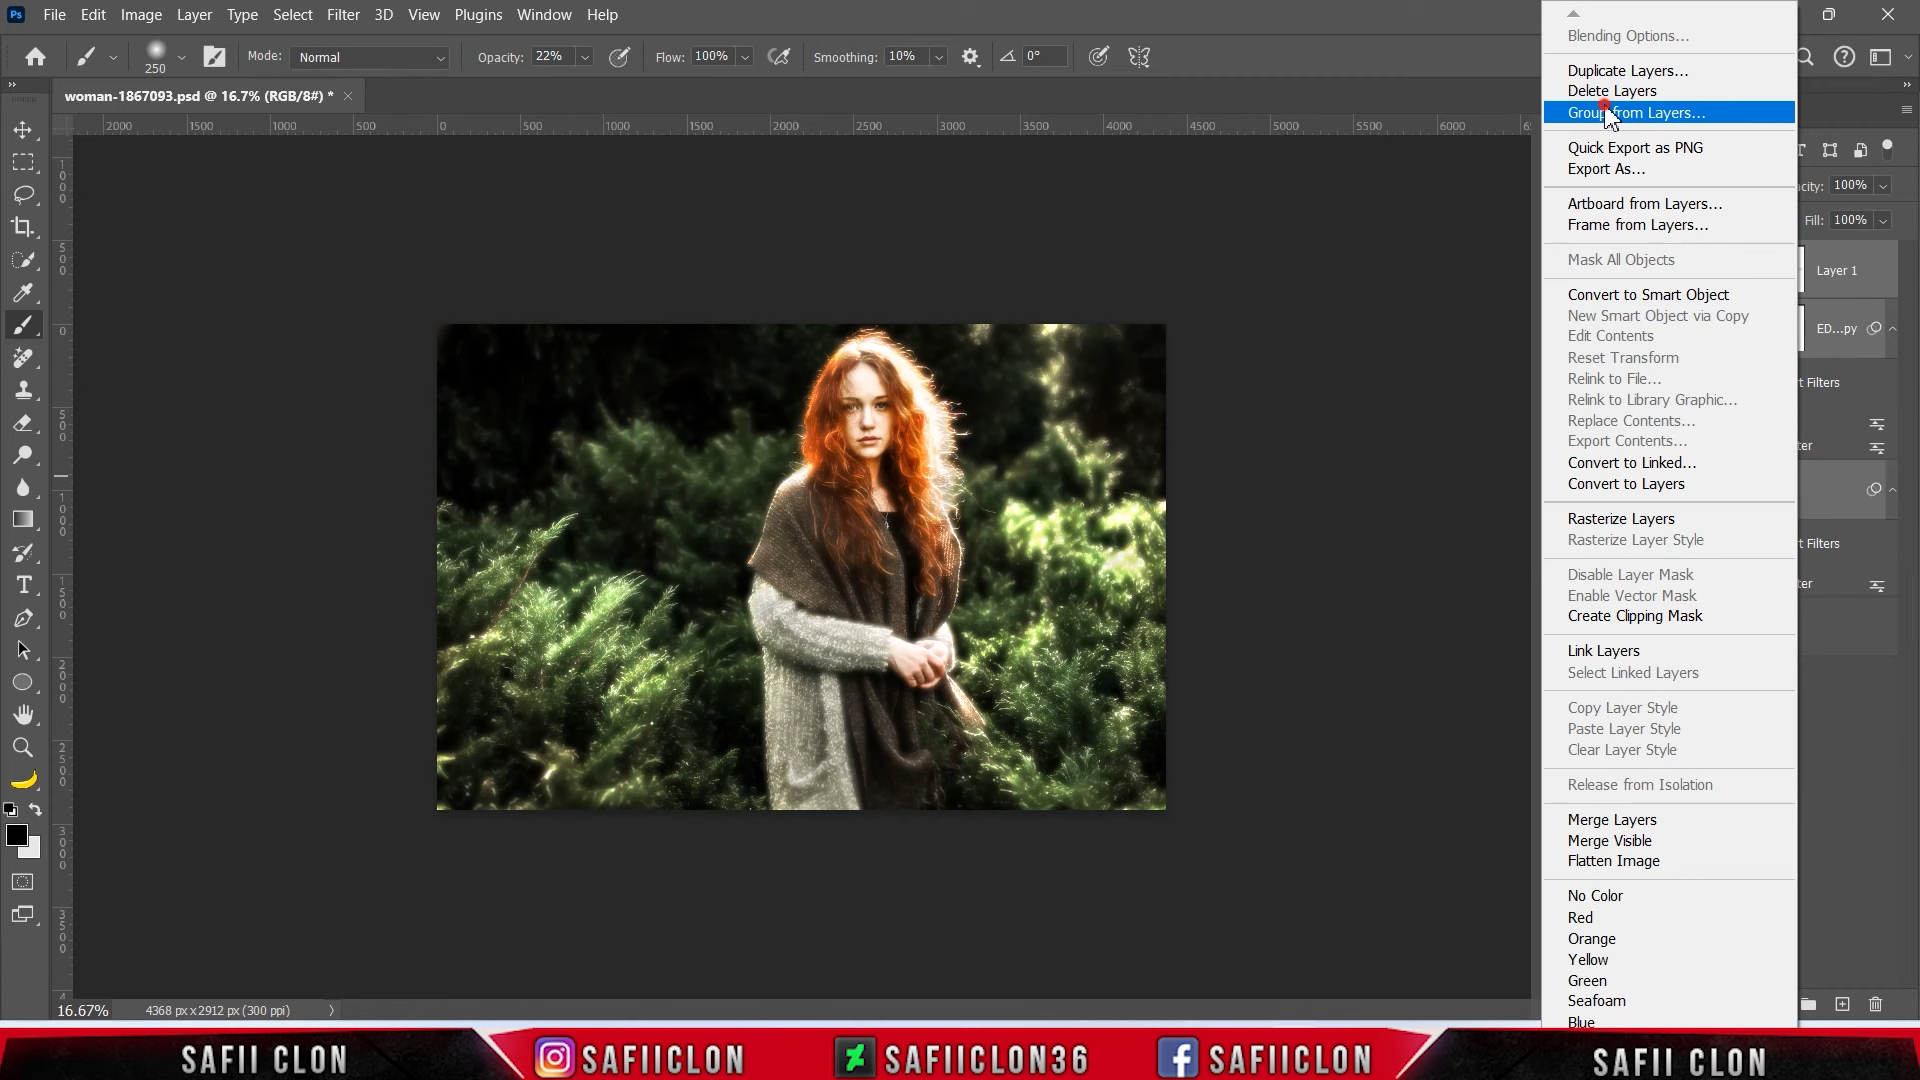 Ps File Edit Image Layer Type Select Filter 3D View Plugins Window Help
250 Mode: Normal Opacity: 22% Flow: 100% Smoothing: 10% 0°
woman-1867093.psd @ 16.7% (RGB/8#) *
2000 1500 1000 500 0 500 1000 1500 2000 2500 3000 3500 4000 4500 5000 5500 6000
Blending Options...
Duplicate Layers...
Delete Layers
Group from Layers...
Quick Export as PNG
Export As...
Artboard from Layers...
Frame from Layers...
Mask All Objects
Convert to Smart Object
New Smart Object via Copy
Edit Contents
Reset Transform
Relink to File...
Relink to Library Graphic...
Replace Contents...
Export Contents...
Convert to Linked...
Convert to Layers
Rasterize Layers
Rasterize Layer Style
Disable Layer Mask
Enable Vector Mask
Create Clipping Mask
Link Layers
Select Linked Layers
Copy Layer Style
Paste Layer Style
Clear Layer Style
Release from Isolation
Merge Layers
Merge Visible
Flatten Image
No Color
Red
Orange
Yellow
Green
Seafoam
Blue
100%
Fill: 100%
Layer 1
ED...py
Filters
Filters
16.67% 4368 px x 2912 px (300 ppi)
SAFII CLON SAFIICLON SAFIICLON36 SAFIICLON SAFII CLON